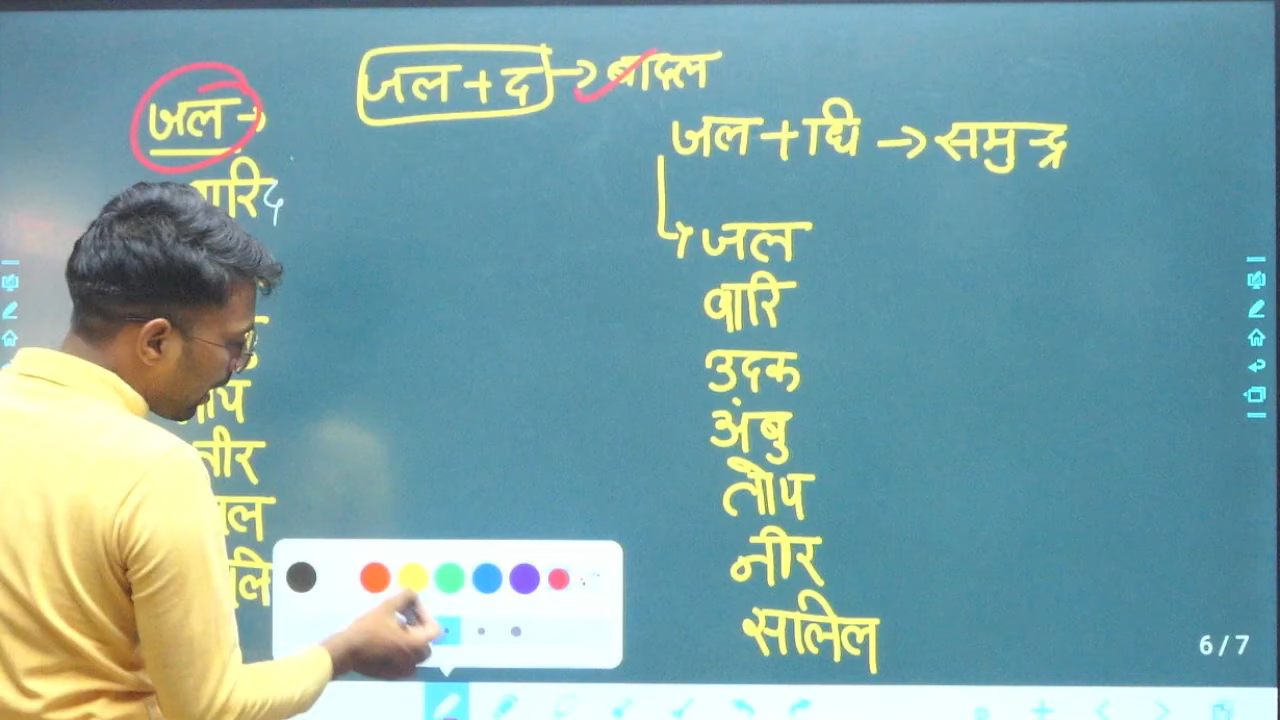 जल + द → बादल
जल →
जल + धि → समुन्द्र
वारिद
जल
वारि
उदक
अंबु
तोप
नीर
सलिल
नीर
6/7